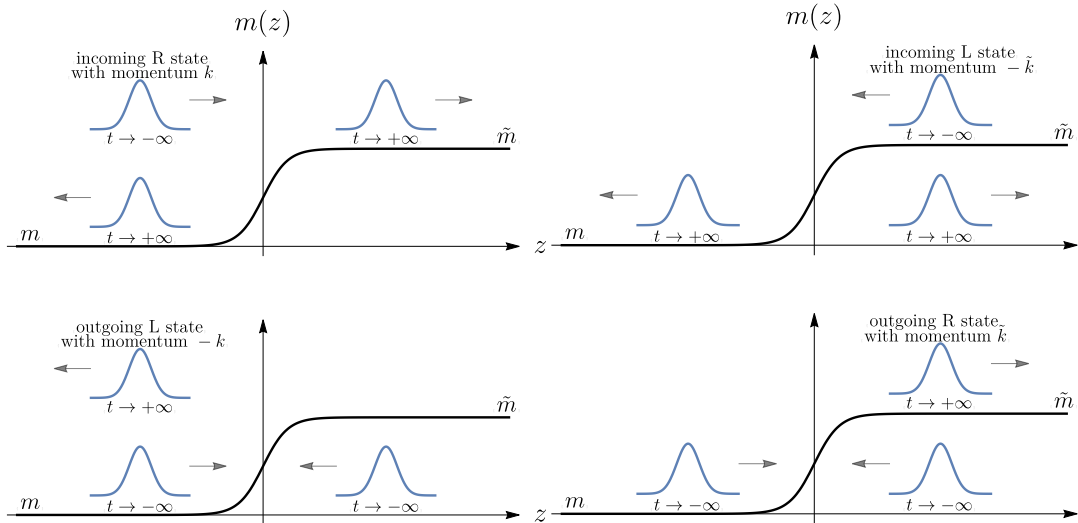 m(z)
incoming R state
with momentum k
t → −∞
t → +∞
m̃
m
t → +∞
z
m(z)
incoming L state
with momentum − k̃
t → −∞
m̃
t → +∞
t → +∞
m
outgoing L state
with momentum − k
t → +∞
m̃
m
t → −∞
t → −∞
z
outgoing R state
with momentum k̃
t → +∞
m̃
m
t → −∞
t → −∞